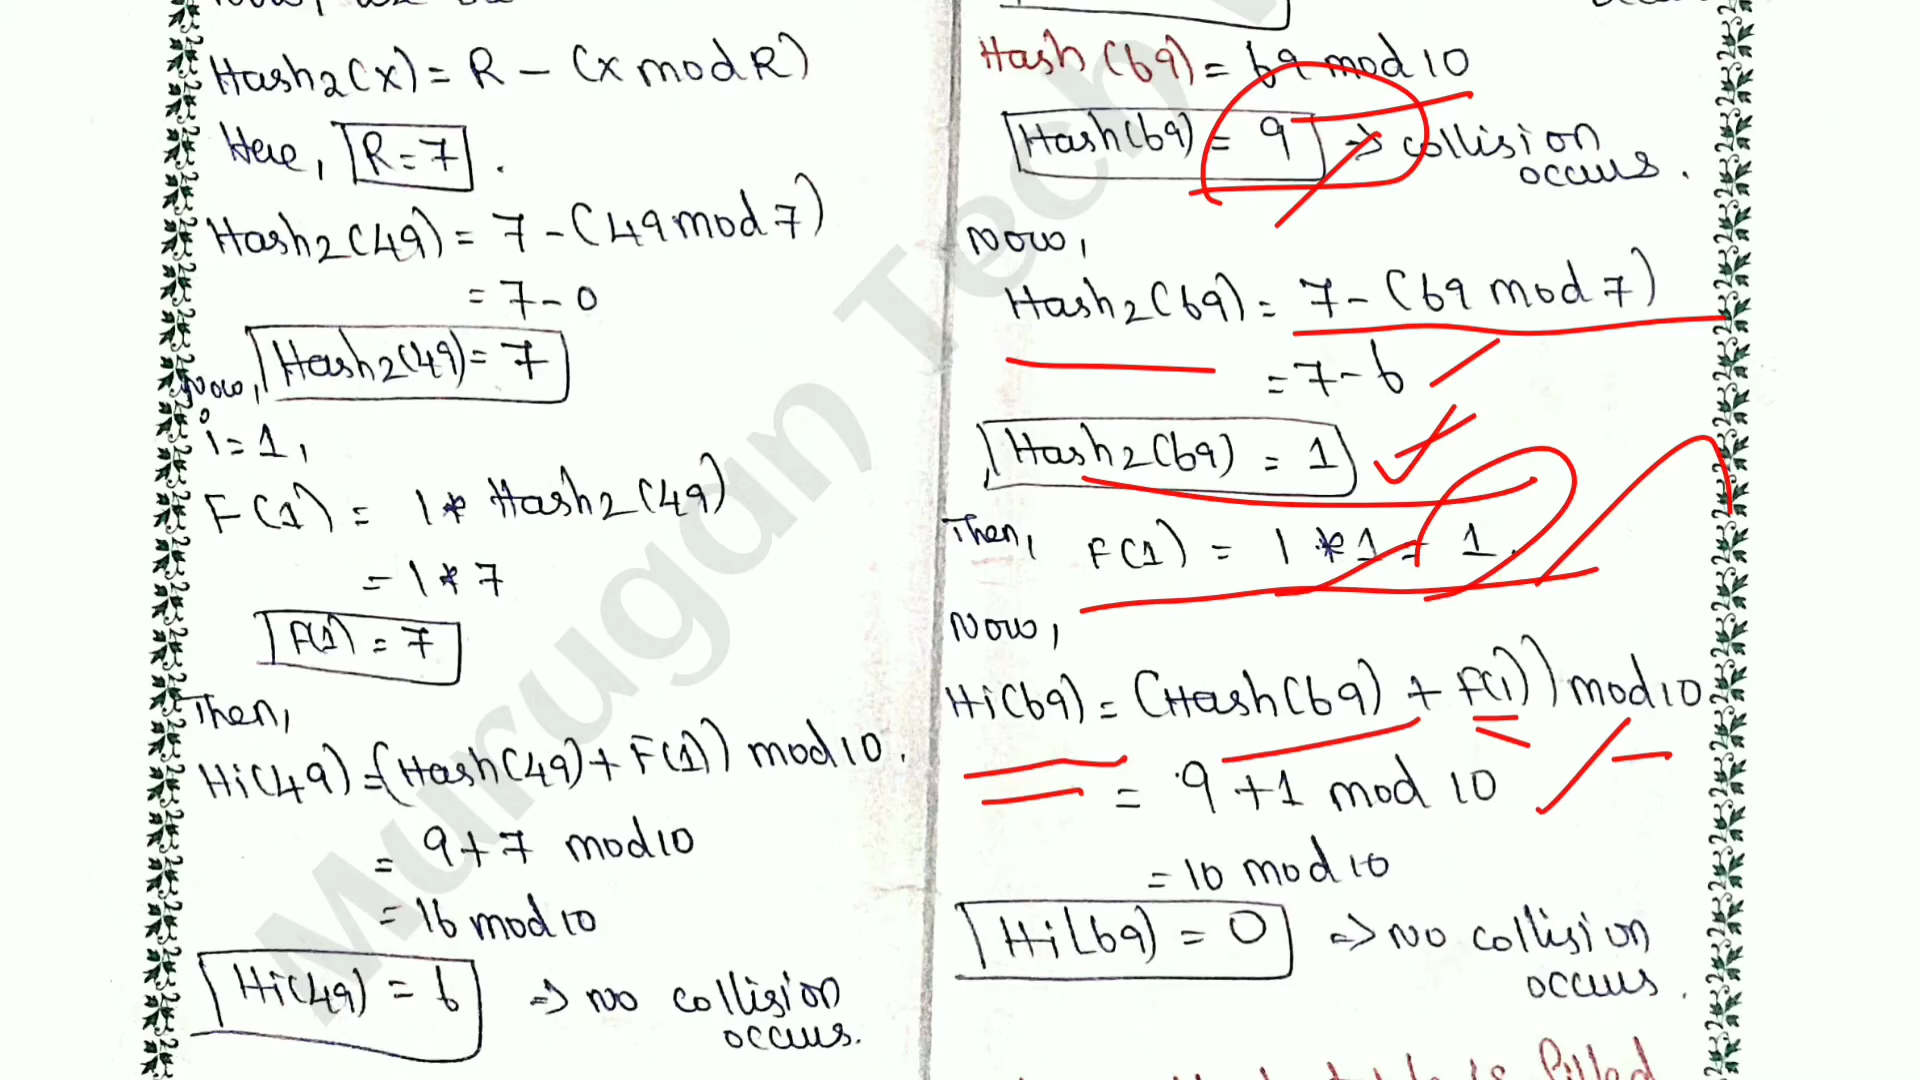 Hash2(x) = R - (x mod R)
Here, R=7.
Hash2(49) = 7-(49 mod 7)
= 7-0
Now, Hash2(49)= 7
i=1,
F(1) = 1* Hash2(49)
= 1*7
F(1) = 7
Then,
Hi(49) =(Hash(49)+F(1)) mod 10.
= 9+7 mod 10
= 16 mod 10
Hi(49) = 6 => No collision
occurs.
Hash (69) = 69 mod 10
Hash(69) = 9 => collision
occurs.
Now,
Hash2(69) = 7-(69 mod 7)
= 7-6
Hash2(69) = 1
Then, F(1) = 1 *1 = 1.
Now,
Hi(69) = (Hash(69) + F(i)) mod 10
= 9+1 mod 10
= 10 mod 10
Hi(69) = 0 => No collision
occurs.
is filled
Murugan Tech